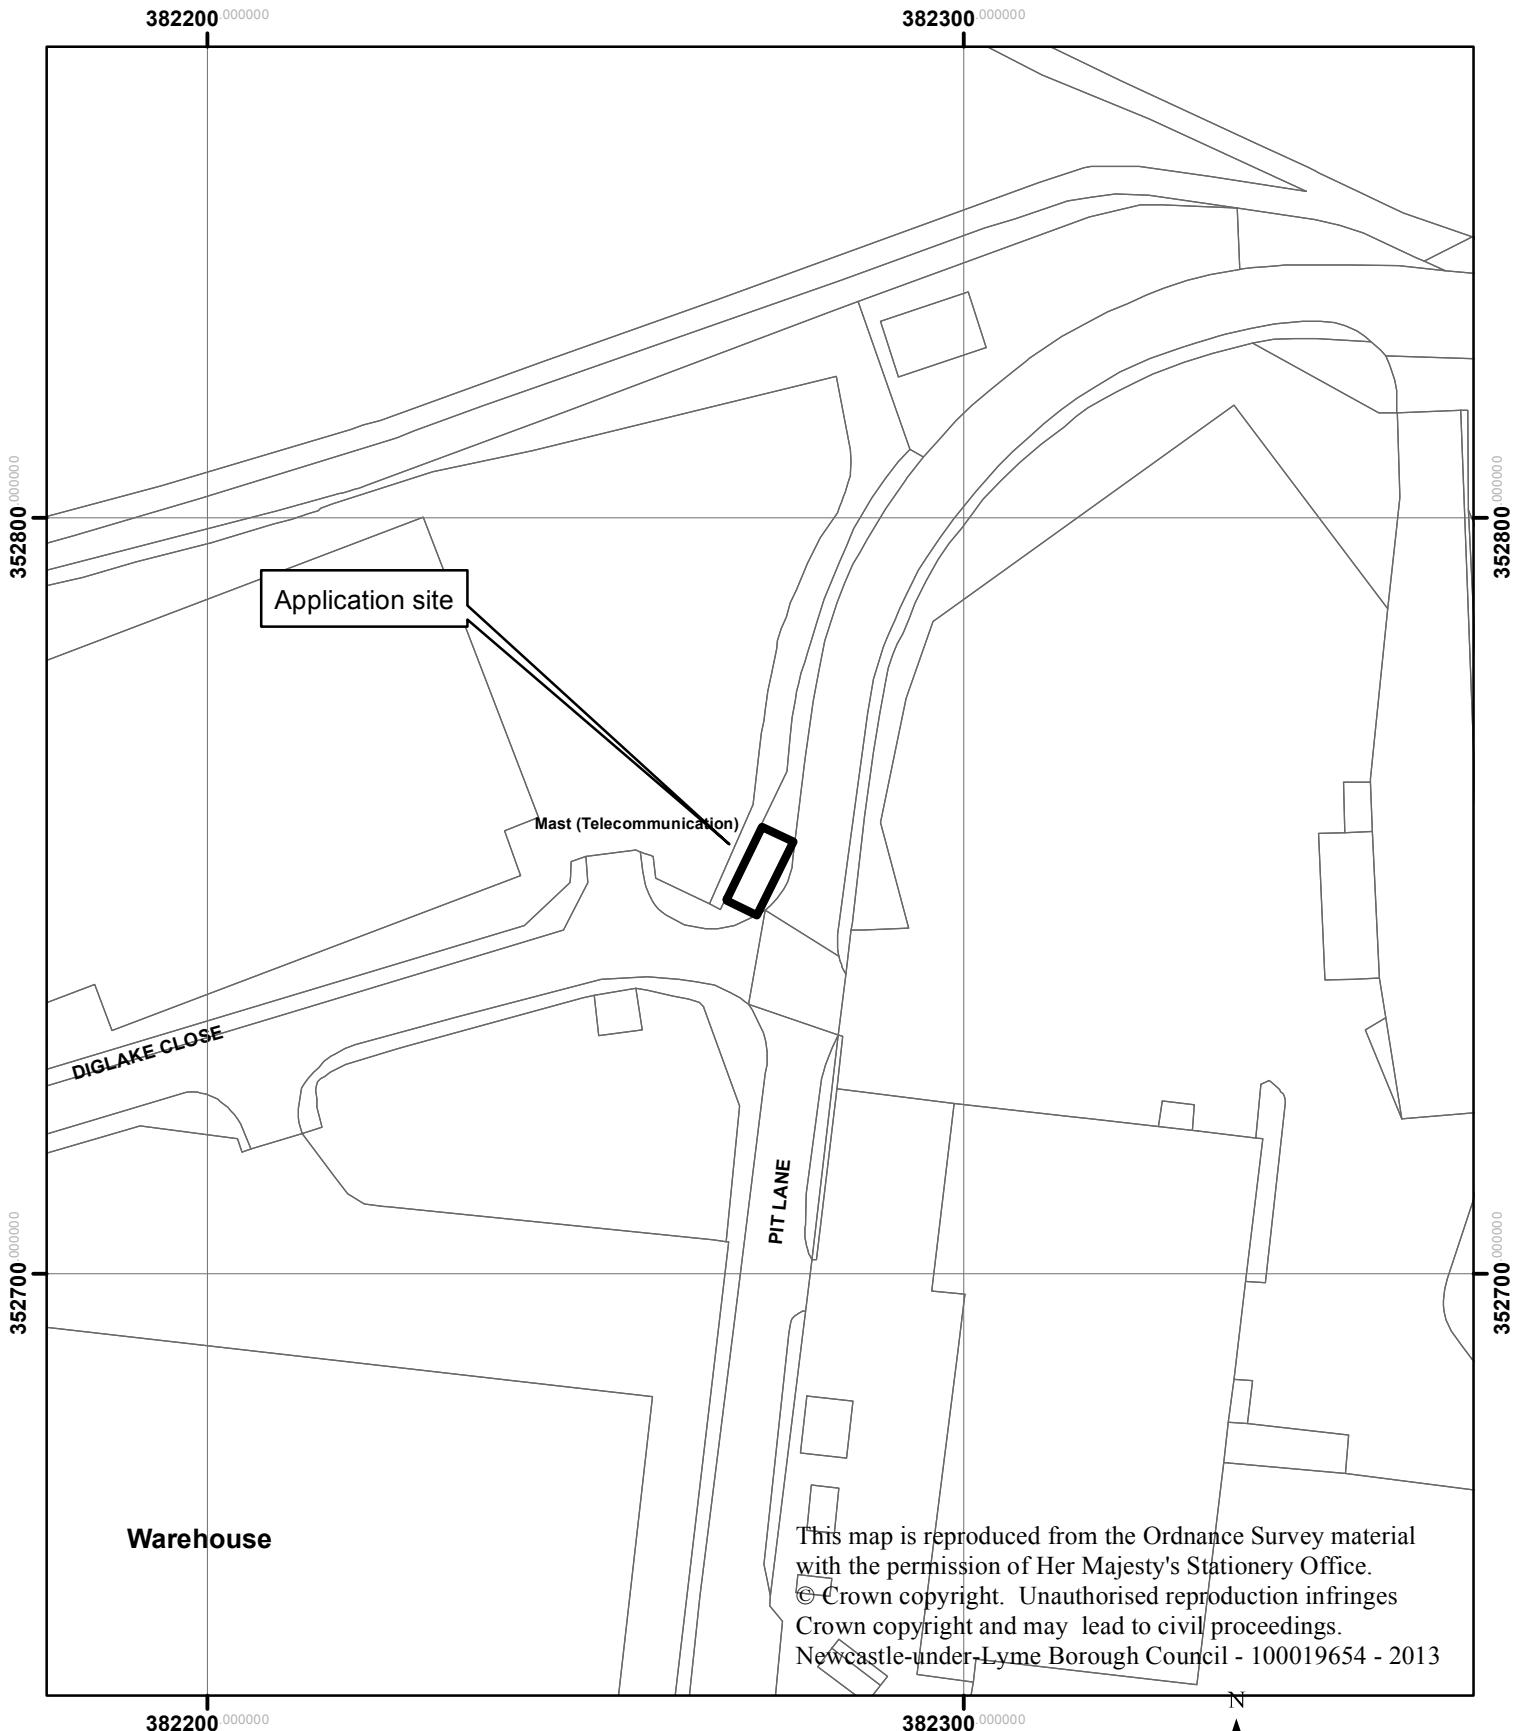 382200.000000 382300.000000
352800.000000 352800.000000
Application site
Mast (Telecommunication)
DIGLAKE CLOSE
PIT LANE
352700.000000 352700.000000
Warehouse
This map is reproduced from the Ordnance Survey material
with the permission of Her Majesty's Stationery Office.
© Crown copyright. Unauthorised reproduction infringes
Crown copyright and may lead to civil proceedings.
Newcastle-under-Lyme Borough Council - 100019654 - 2013
N
382200.000000 382300.000000